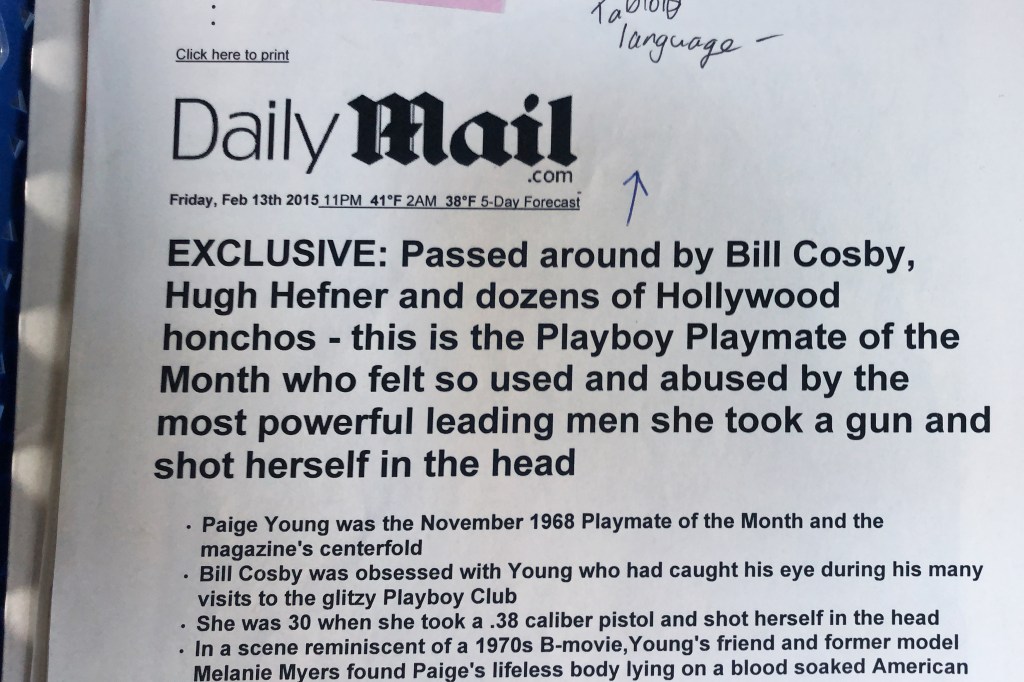 Tabloid
language —
Click here to print
Daily Mail
.com
Friday, Feb 13th 2015 11PM 41°F 2AM 38°F 5-Day Forecast
EXCLUSIVE: Passed around by Bill Cosby,
Hugh Hefner and dozens of Hollywood
honchos - this is the Playboy Playmate of the
Month who felt so used and abused by the
most powerful leading men she took a gun and
shot herself in the head
· Paige Young was the November 1968 Playmate of the Month and the
magazine's centerfold
· Bill Cosby was obsessed with Young who had caught his eye during his many
visits to the glitzy Playboy Club
· She was 30 when she took a .38 caliber pistol and shot herself in the head
· In a scene reminiscent of a 1970s B-movie,Young's friend and former model
Melanie Myers found Paige's lifeless body lying on a blood soaked American